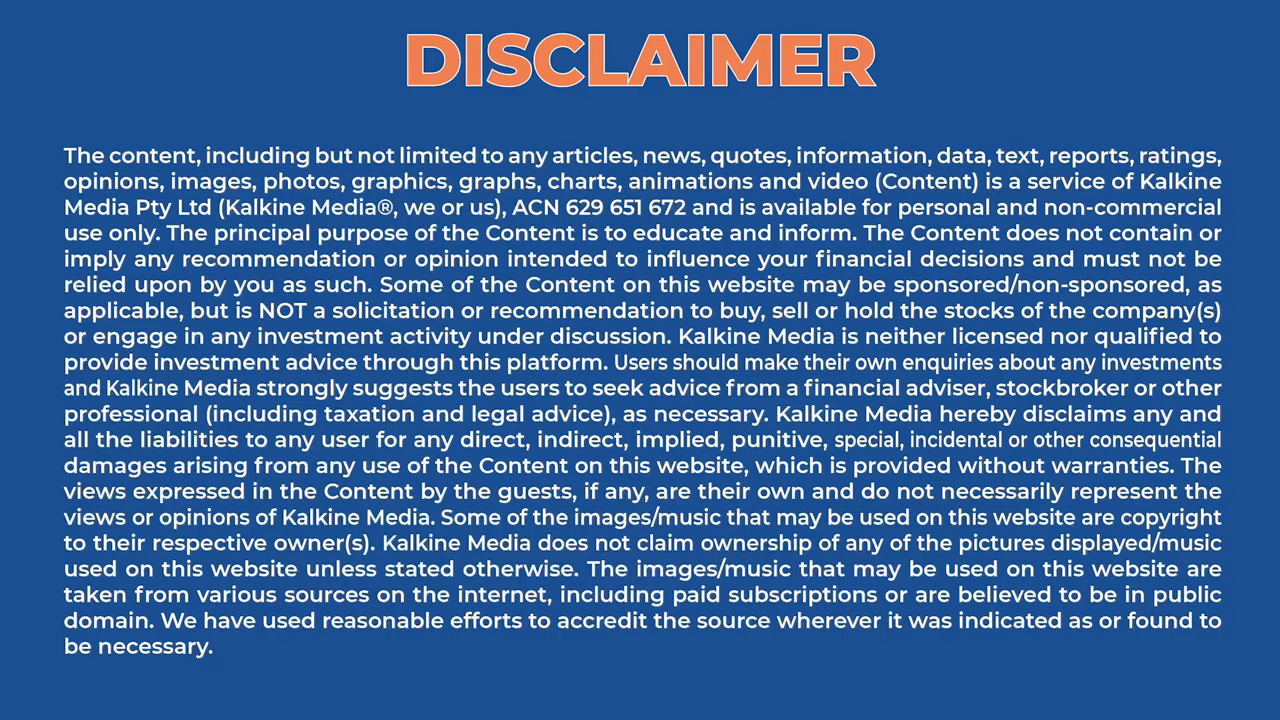 DISCLAIMER
The content, including but not limited to any articles, news, quotes, information, data, text, reports, ratings,
opinions, images, photos, graphics, graphs, charts, animations and video (Content) is a service of Kalkine
Media Pty Ltd (Kalkine Media®, we or us), ACN 629 651 672 and is available for personal and non-commercial
use only. The principal purpose of the Content is to educate and inform. The Content does not contain or
imply any recommendation or opinion intended to influence your financial decisions and must not be
relied upon by you as such. Some of the Content on this website may be sponsored/non-sponsored, as
applicable, but is NOT a solicitation or recommendation to buy, sell or hold the stocks of the company(s)
or engage in any investment activity under discussion. Kalkine Media is neither licensed nor qualified to
provide investment advice through this platform. Users should make their own enquiries about any investments
and Kalkine Media strongly suggests the users to seek advice from a financial adviser, stockbroker or other
professional (including taxation and legal advice), as necessary. Kalkine Media hereby disclaims any and
all the liabilities to any user for any direct, indirect, implied, punitive, special, incidental or other consequential
damages arising from any use of the Content on this website, which is provided without warranties. The
views expressed in the Content by the guests, if any, are their own and do not necessarily represent the
views or opinions of Kalkine Media. Some of the images/music that may be used on this website are copyright
to their respective owner(s). Kalkine Media does not claim ownership of any of the pictures displayed/music
used on this website unless stated otherwise. The images/music that may be used on this website are
taken from various sources on the internet, including paid subscriptions or are believed to be in public
domain. We have used reasonable efforts to accredit the source wherever it was indicated as or found to
be necessary.